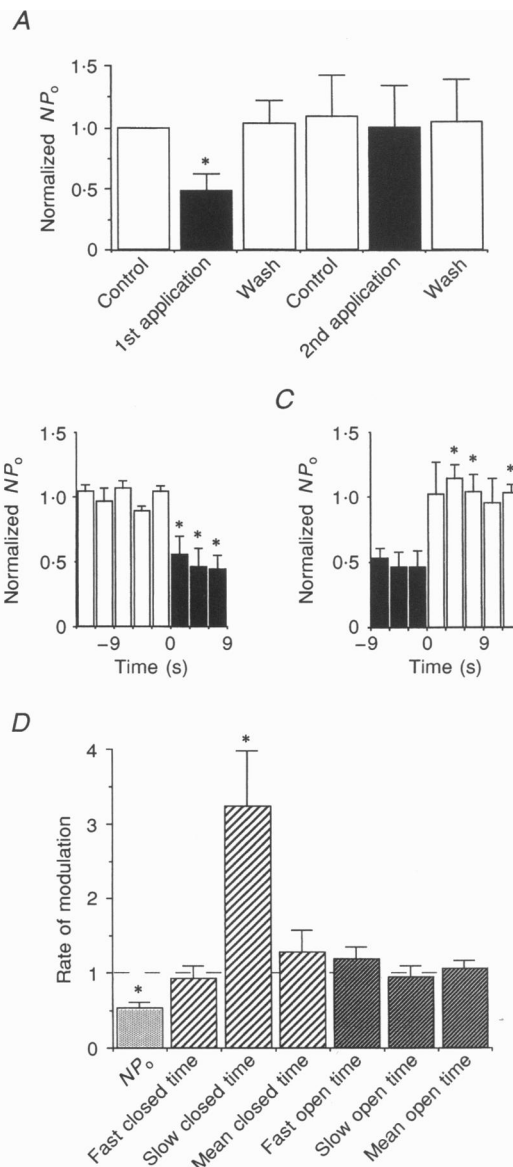 A
Normalized NPo
1·5
1·0
0·5
0
*
Control
1st application
Wash
Control
2nd application
Wash
Normalized NPo
1·5
1·0
0·5
0
* * *
−9 0 9
Time (s)
C
Normalized NPo
1·5
1·0
0·5
0
* * *
−9 0 9
Time (s)
D
Rate of modulation
4
3
2
1
0
*
*
NPo
Fast closed time
Slow closed time
Mean closed time
Fast open time
Slow open time
Mean open time